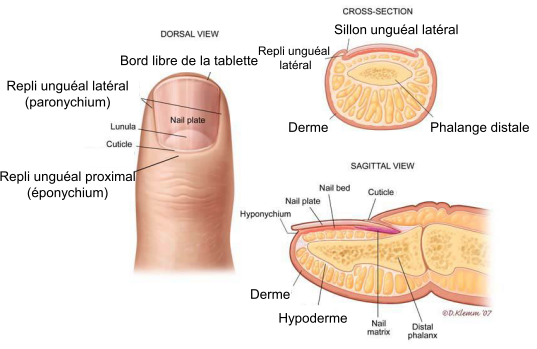 DORSAL VIEW
Bord libre de la tablette
Repli unguéal latéral
(paronychium)
Nail plate
Lunula
Cuticle
Repli unguéal proximal
(éponychium)
CROSS-SECTION
Sillon unguéal latéral
Repli unguéal
latéral
Derme
Phalange distale
SAGITTAL VIEW
Nail bed
Cuticle
Nail plate
Hyponychium
Derme
Hypoderme
Nail
matrix
Distal
phalanx
©D.Klemm '07